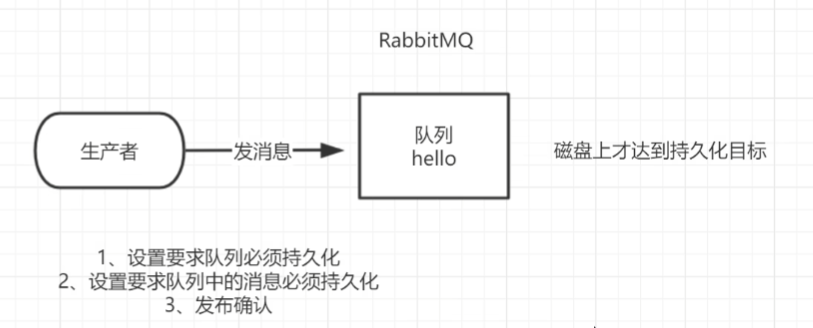 RabbitMQ
生产者
发消息
队列
hello
磁盘上才达到持久化目标
1、设置要求队列必须持久化
2、设置要求队列中的消息必须持久化
3、发布确认